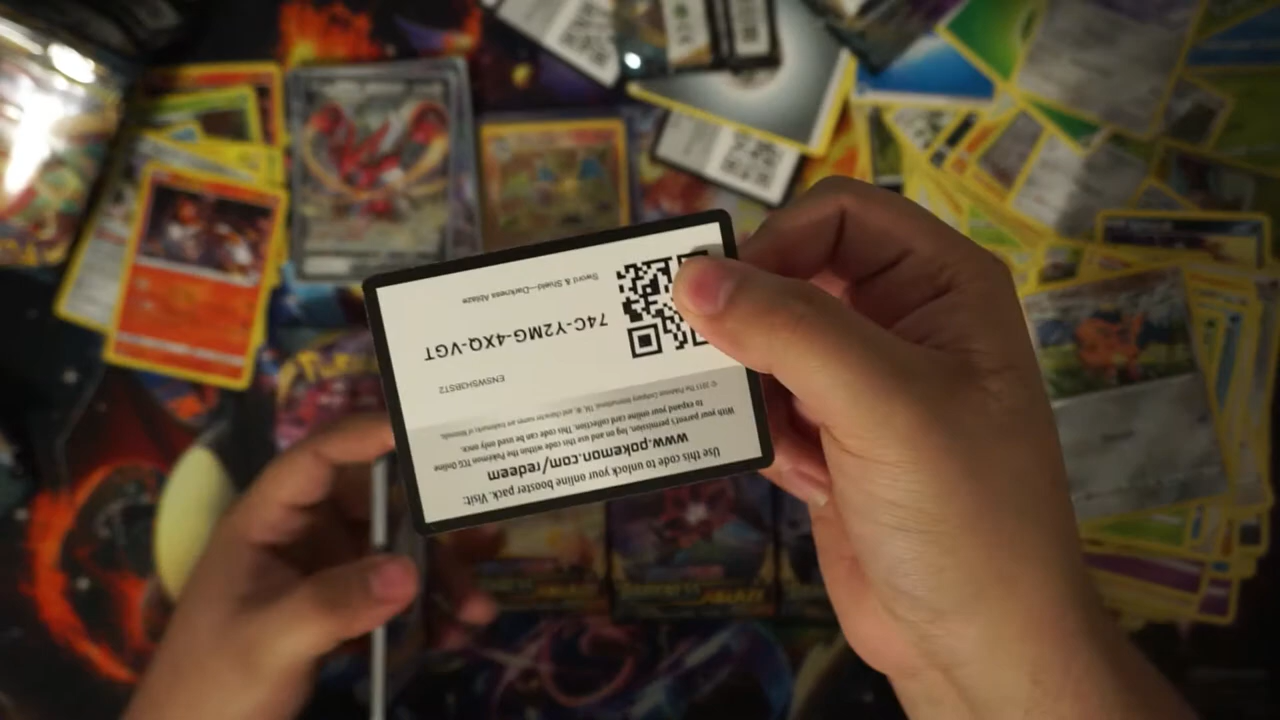 Use this code to unlock your online booster pack. Visit:
www.pokemon.com/redeem
With your parent's permission, log on and use this code within the Pokémon TCG Online
to expand your online card collection. This code can be used only once.
© 2017 The Pokémon Company International. TM, ®, and character names are trademarks of Nintendo.
ENSWSH3BST2
74C-Y2MG-4XQ-VGT
Sword & Shield—Darkness Ablaze